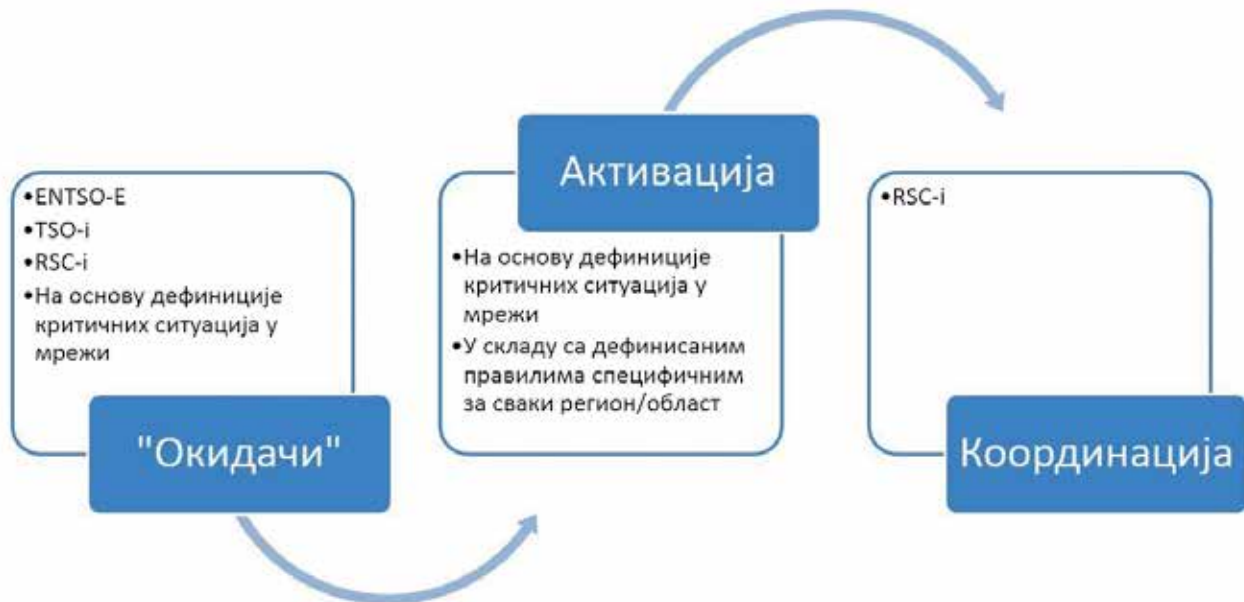 •ENTSO-E
•TSO-i
•RSC-i
•На основу дефиниције
критичних ситуација у
мрежи
"Окидачи"
Активација
•На основу дефиниције
критичних ситуација у
мрежи
•У складу са дефинисаним
правилима специфичним
за сваки регион/област
•RSC-i
Координација